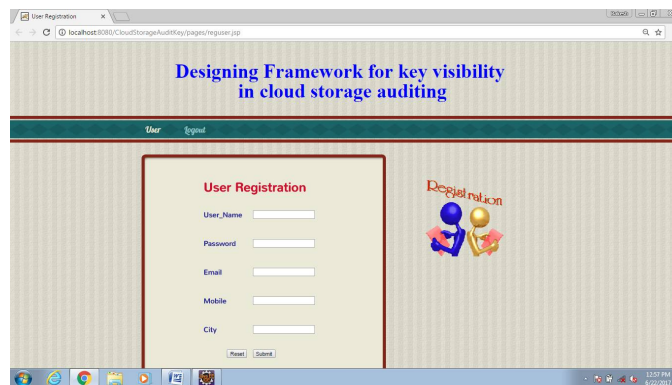 User Registration
Rakesh
localhost:8080/CloudStorageAuditKey/pages/reguser.jsp
Designing Framework for key visibility
in cloud storage auditing
User Logout
User Registration
Registration
User_Name
Password
Email
Mobile
City
Reset Submit
12:57 PM